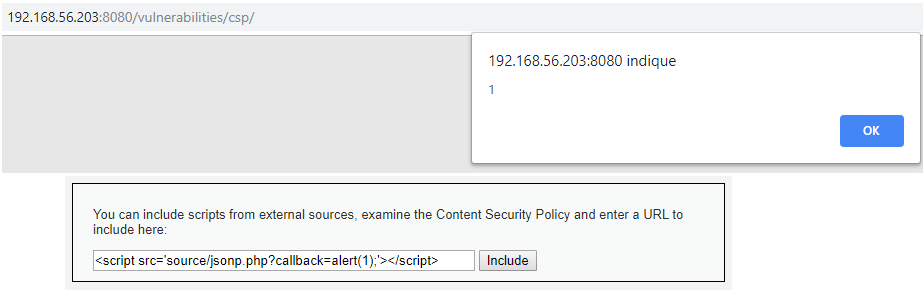 192.168.56.203:8080/vulnerabilities/csp/
192.168.56.203:8080 indique
1
OK
You can include scripts from external sources, examine the Content Security Policy and enter a URL to
include here:
<script src='source/jsonp.php?callback=alert(1);'></script> Include